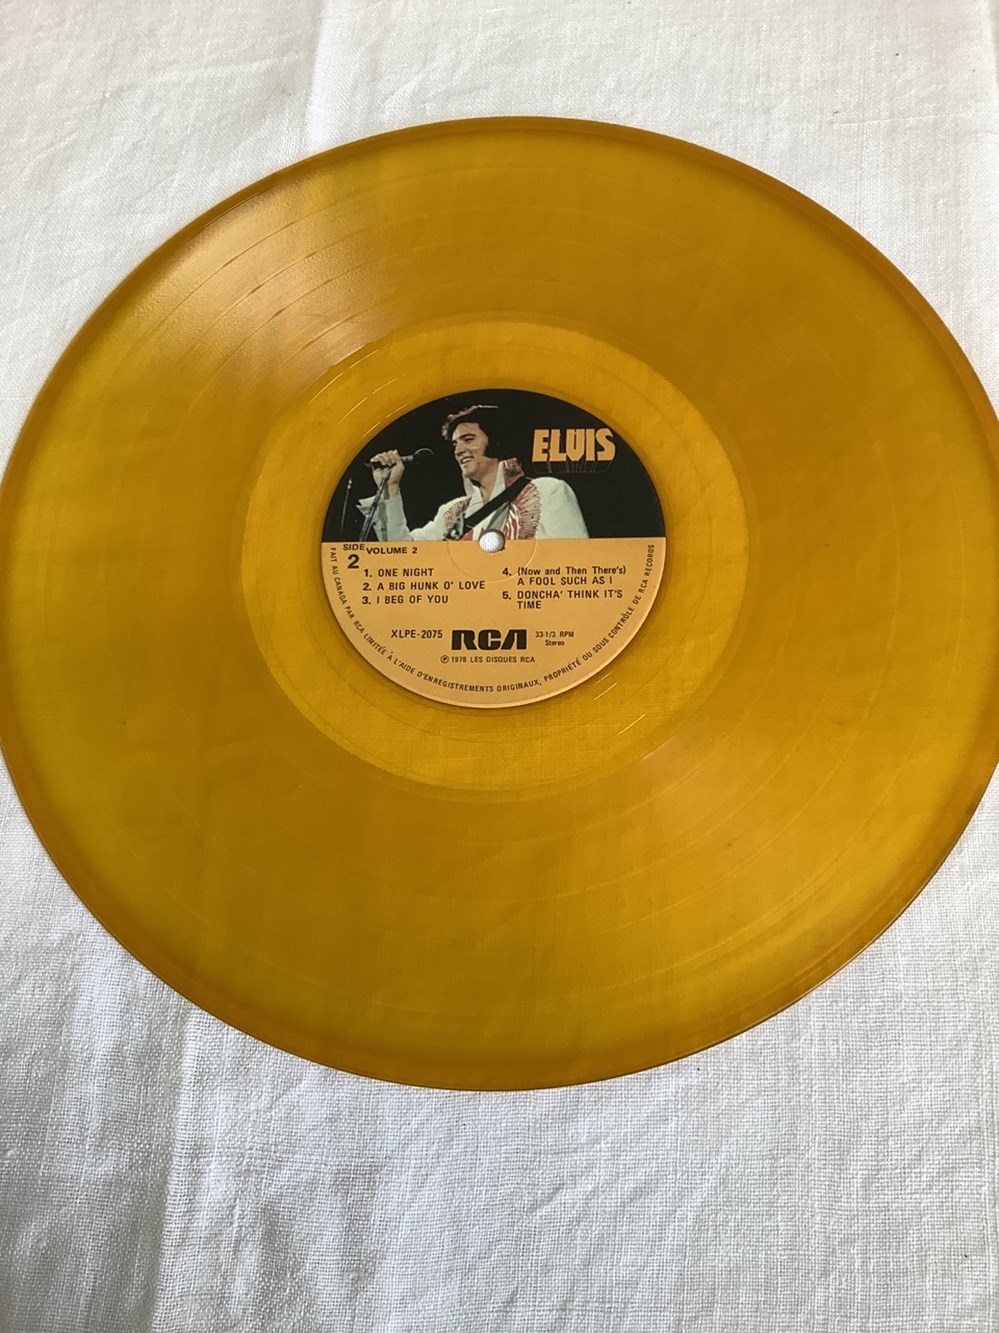 ELVIS
SIDE
2
VOLUME 2
1. ONE NIGHT
2. A BIG HUNK O' LOVE
3. I BEG OF YOU
4. (Now and Then There's)
A FOOL SUCH AS I
5. DONCHA' THINK IT'S
TIME
XLPE-2075
RCA
33-1/3 RPM
Stereo
℗ 1978 LES DISQUES RCA
FAIT AU CANADA PAR RCA LIMITÉE À L'AIDE D'ENREGISTREMENTS ORIGINAUX, PROPRIÉTÉ OU SOUS CONTRÔLE DE RCA RECORDS